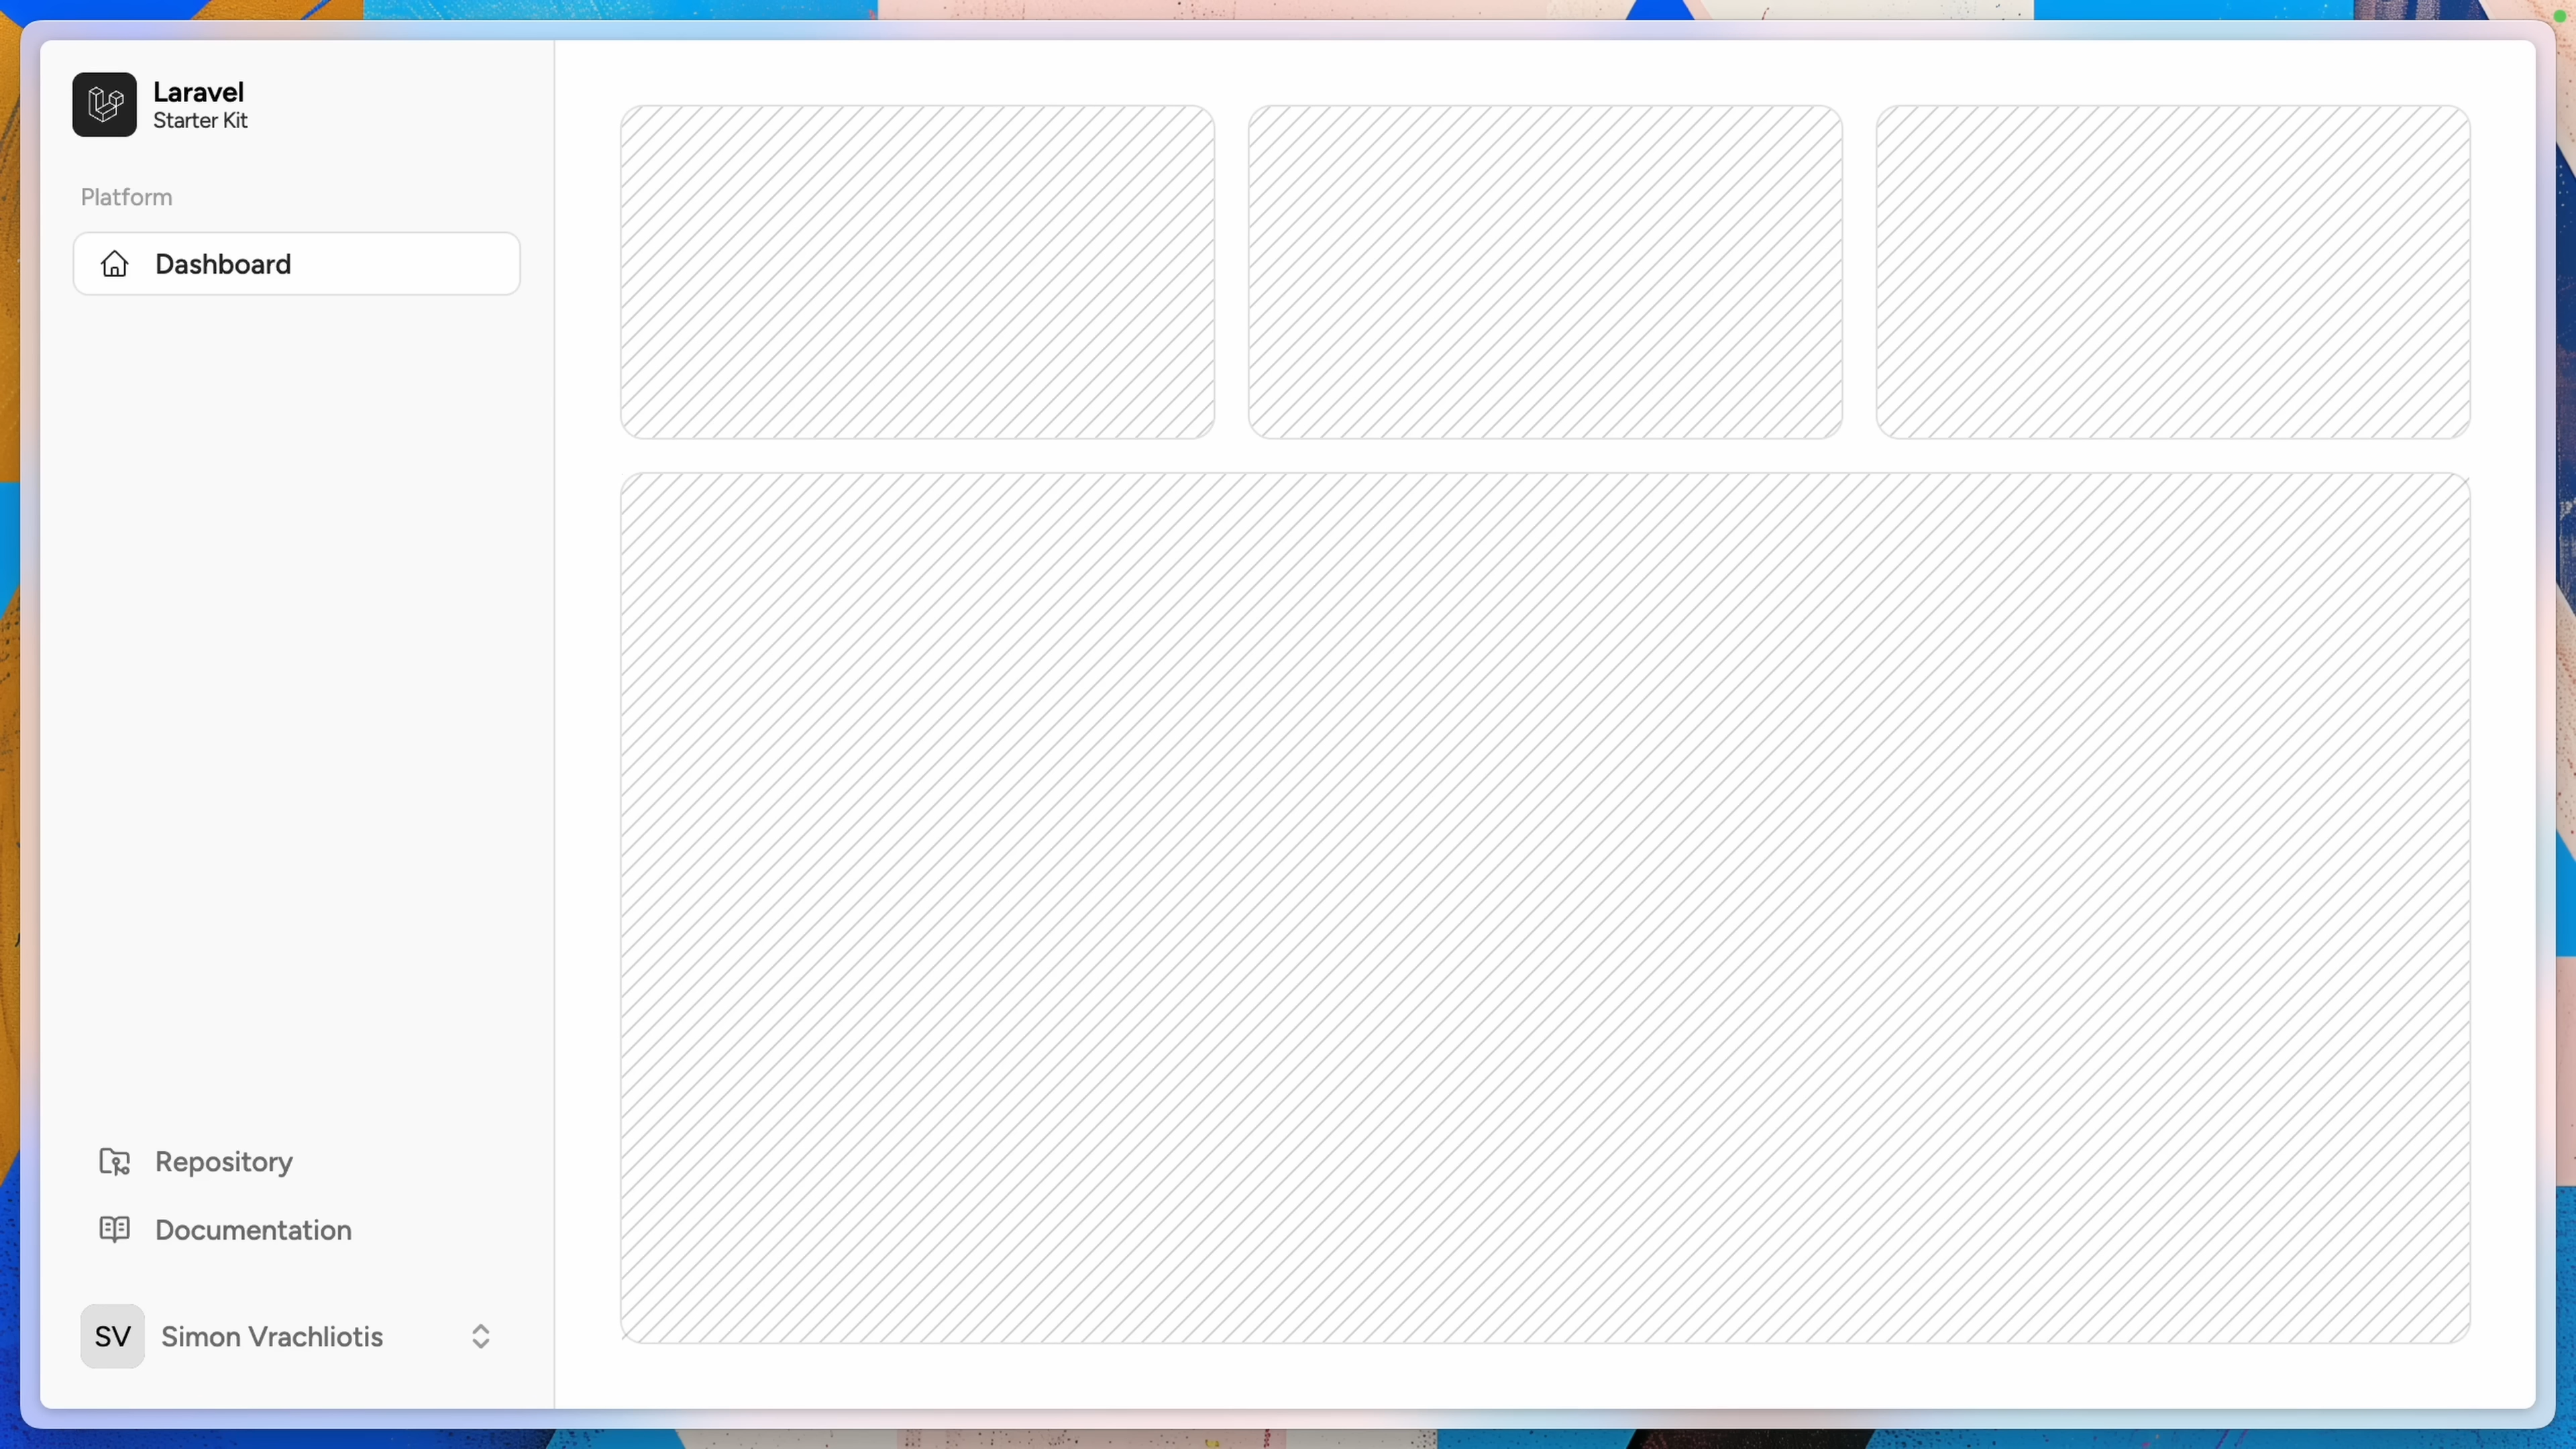 Laravel
Starter Kit
Platform
Dashboard
Repository
Documentation
SV Simon Vrachliotis